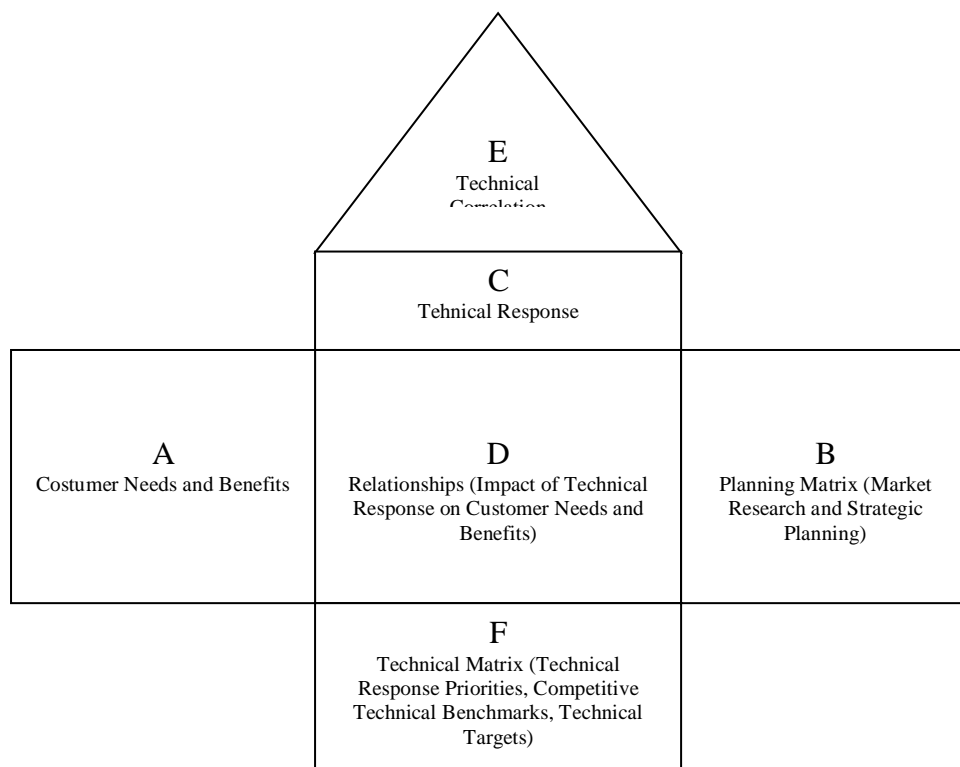 E
Technical
Correlation
C
Tehnical Response
A
Costumer Needs and Benefits
D
Relationships (Impact of Technical
Response on Customer Needs and
Benefits)
B
Planning Matrix (Market
Research and Strategic
Planning)
F
Technical Matrix (Technical
Response Priorities, Competitive
Technical Benchmarks, Technical
Targets)